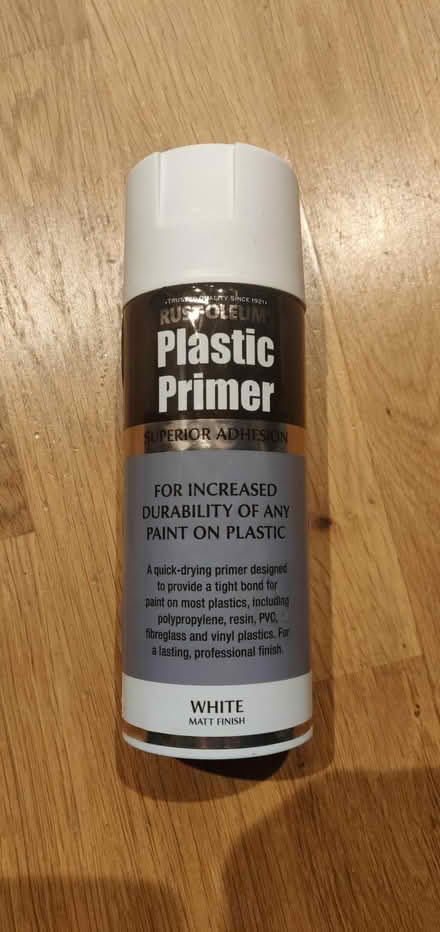 •TRUSTED QUALITY SINCE 1921•
RUST-OLEUM
Plastic
Primer
SUPERIOR ADHESION
FOR INCREASED
DURABILITY OF ANY
PAINT ON PLASTIC
A quick-drying primer designed
to provide a tight bond for
paint on most plastics, including
polypropylene, resin, PVC,
fibreglass and vinyl plastics. For
a lasting, professional finish.
WHITE
MATT FINISH